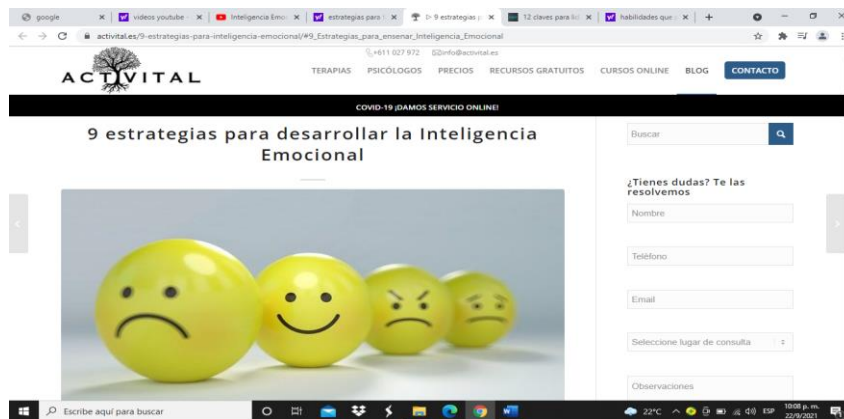 google
videos youtube -
Inteligencia Emo
estrategias para
9 estrategias p
12 claves para
habilidades que
activital.es/9-estrategias-para-inteligencia-emocional/#9_Estrategias_para_ensenar_Inteligencia_Emocional
+611 027 972 info@activital.es
ACTIVITAL
TERAPIAS PSICÓLOGOS PRECIOS RECURSOS GRATUITOS CURSOS ONLINE BLOG CONTACTO
COVID-19 ¡DAMOS SERVICIO ONLINE!
9 estrategias para desarrollar la Inteligencia
Emocional
Buscar
¿Tienes dudas? Te las
resolvemos
Nombre
Teléfono
Email
Seleccione lugar de consulta
Observaciones
Escribe aquí para buscar
22°C
ESP
10:08 p. m.
22/9/2021